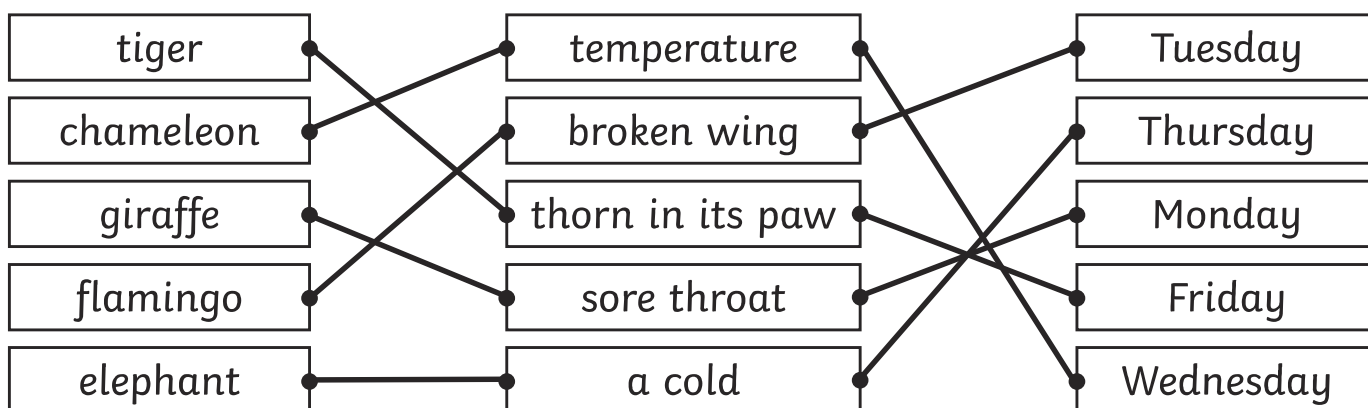 tiger temperature Tuesday
chameleon broken wing Thursday
giraffe thorn in its paw Monday
flamingo sore throat Friday
elephant a cold Wednesday